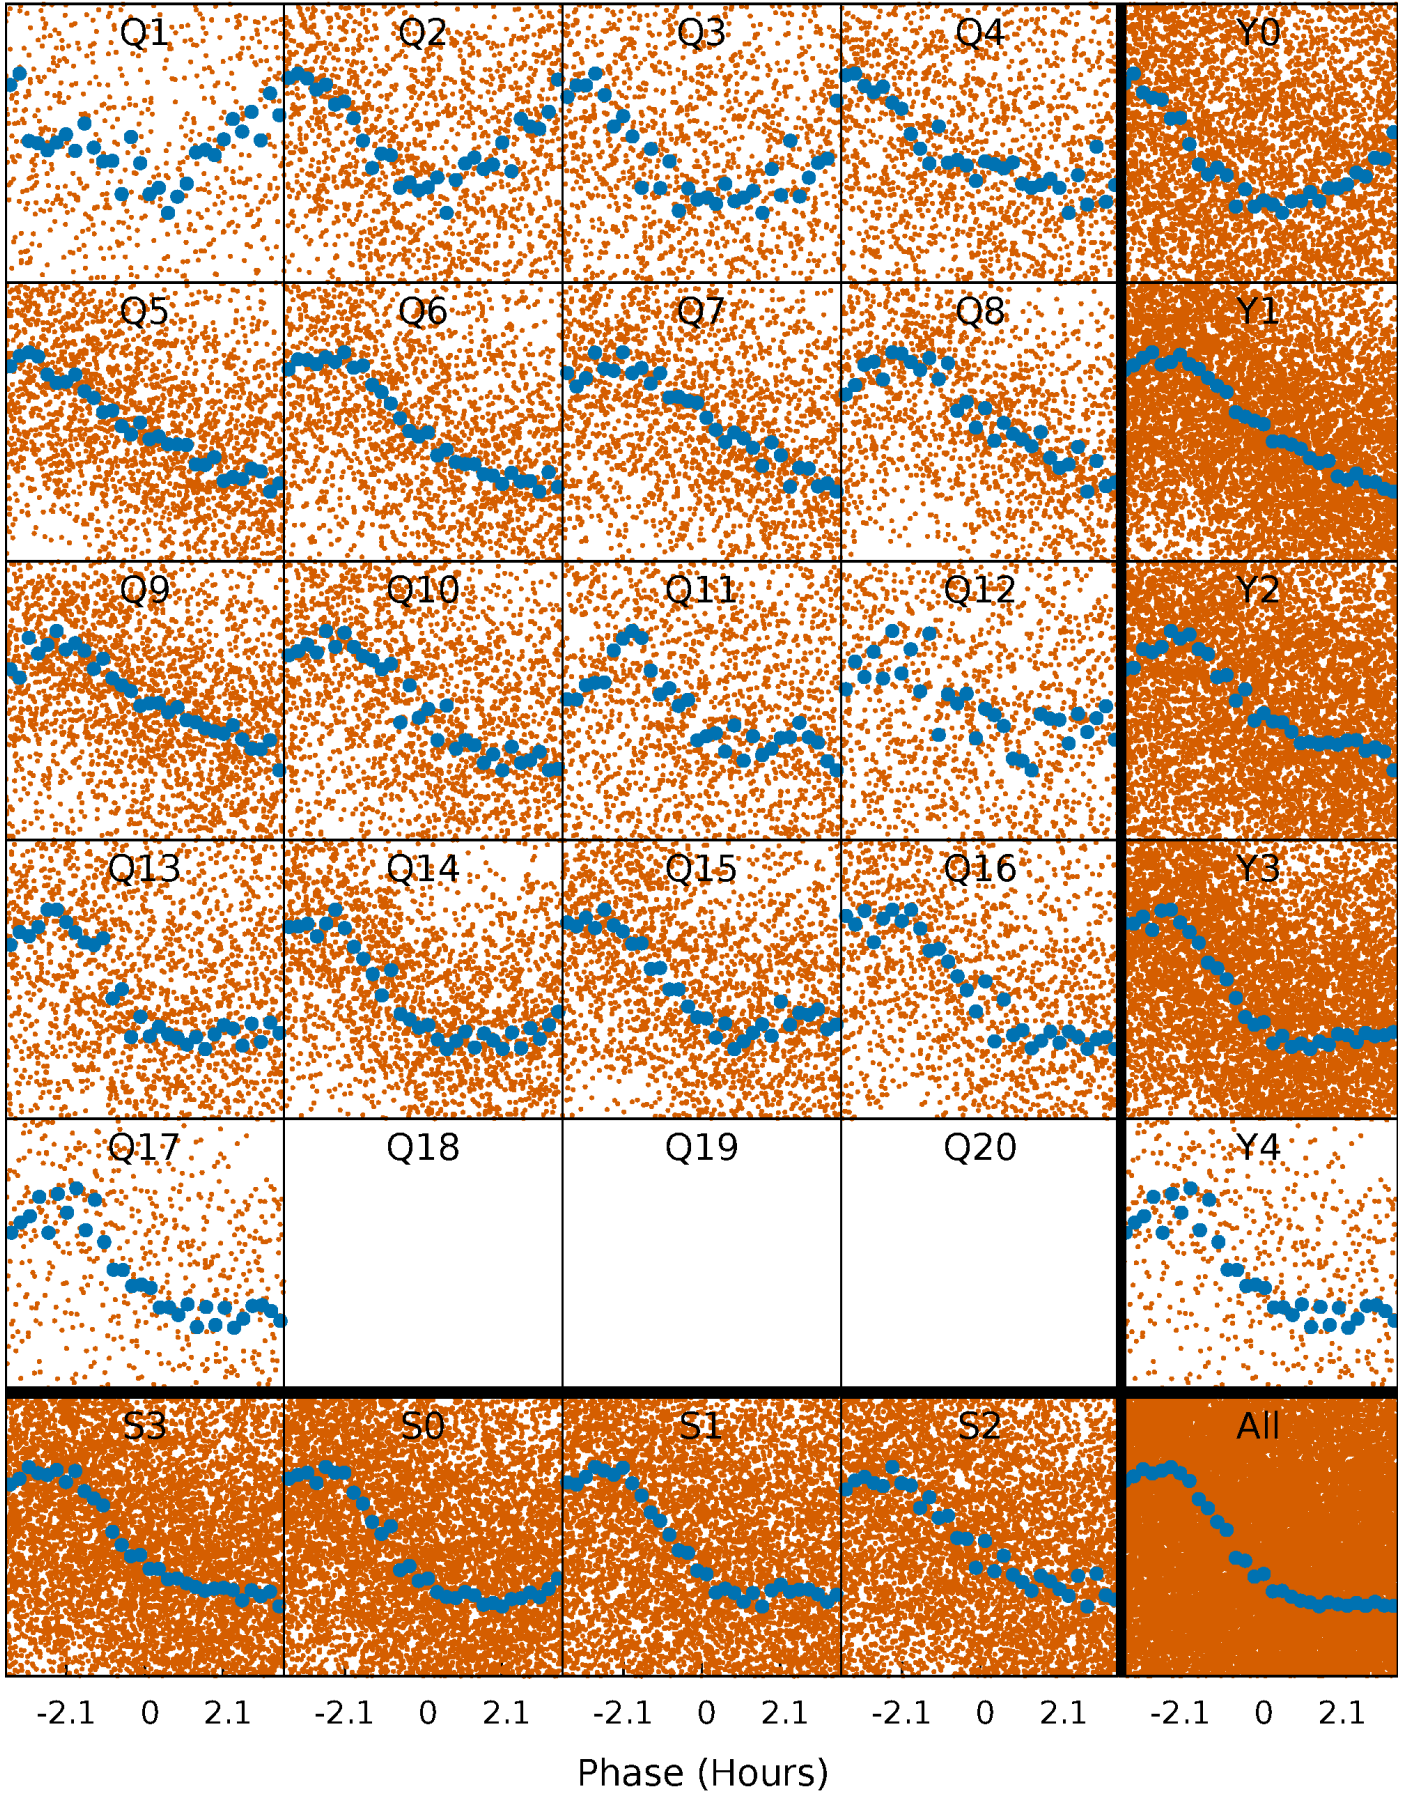 Q1 Q2 Q3 Q4 Y0
Q5 Q6 Q7 Q8 Y1
Q9 Q10 Q11 Q12 Y2
Q13 Q14 Q15 Q16 Y3
Q17 Q18 Q19 Q20 Y4
S3 S0 S1 S2 All
-2.1 0 2.1 -2.1 0 2.1 -2.1 0 2.1 -2.1 0 2.1 -2.1 0 2.1
Phase (Hours)